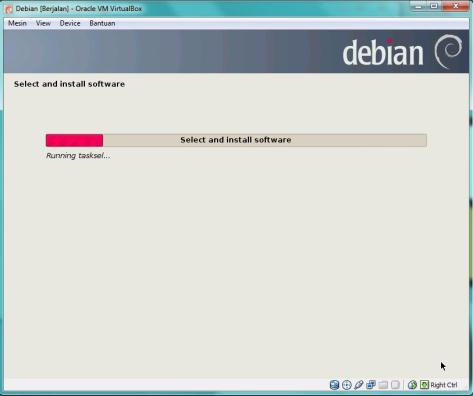 Debian [Berjalan] - Oracle VM VirtualBox
Mesin View Device Bantuan
debian
Select and install software
Select and install software
Running tasksel...
Right Ctrl